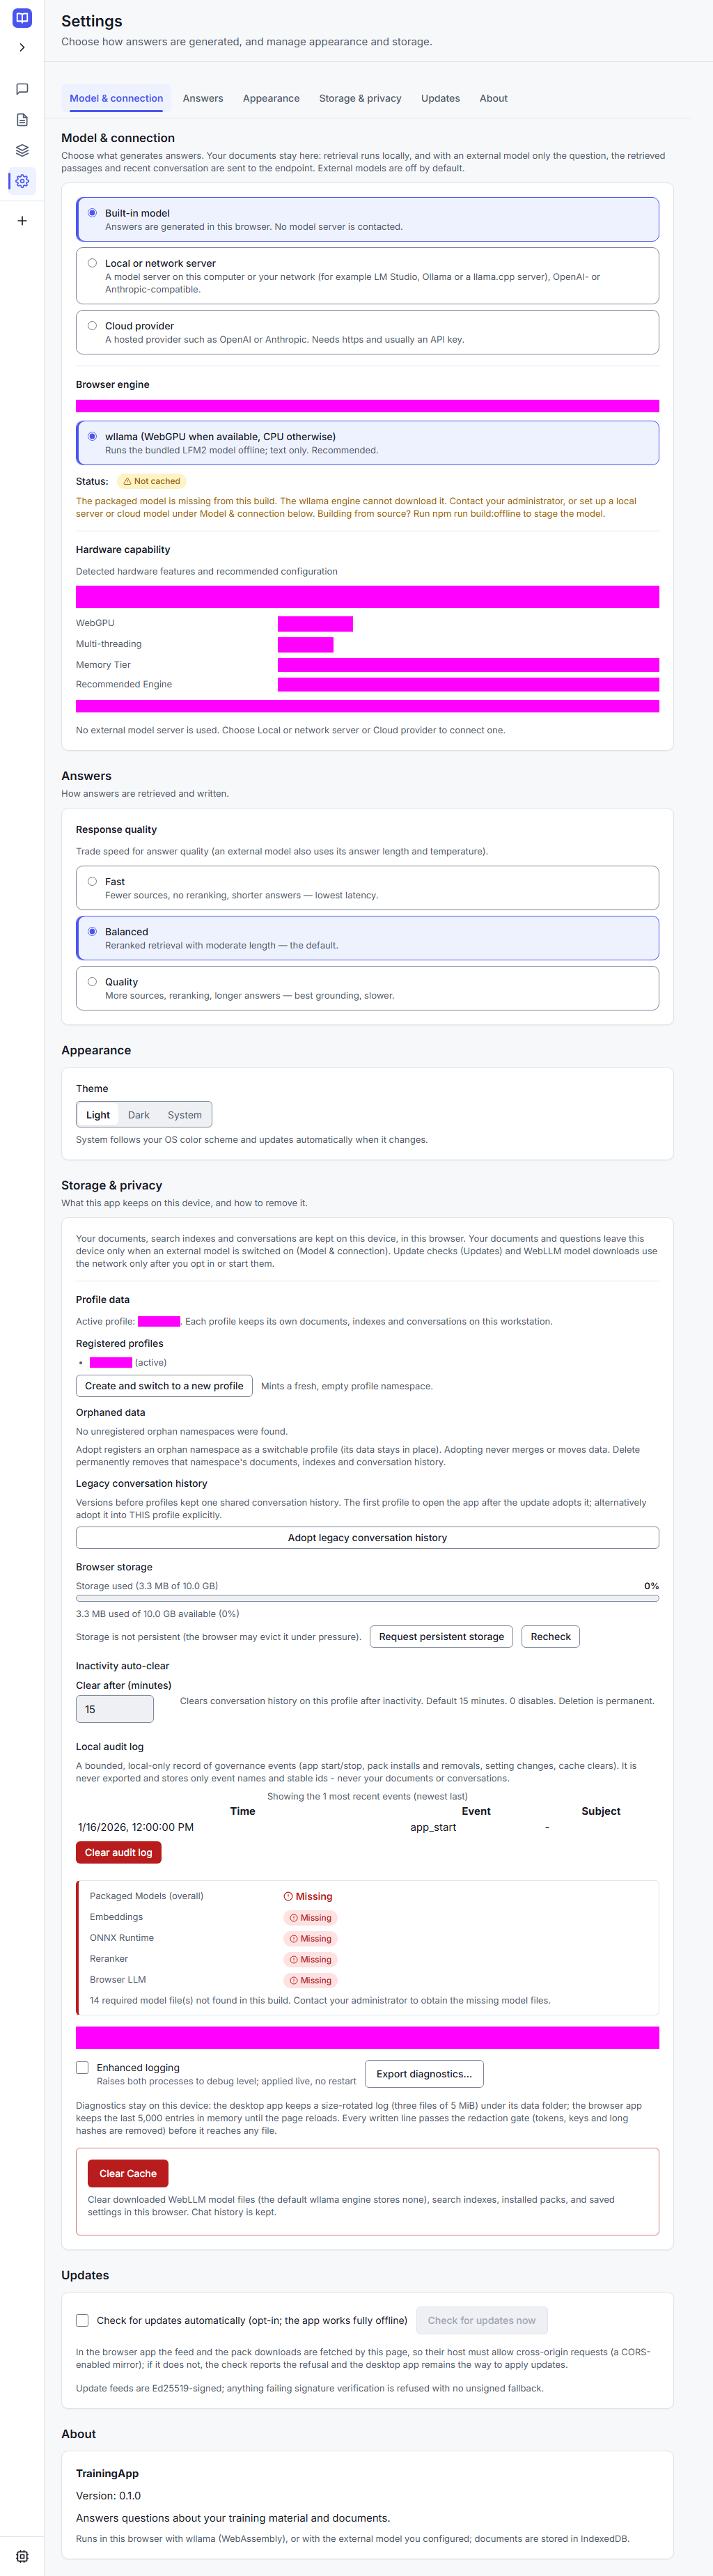 Settings
Choose how answers are generated, and manage appearance and storage.
Model & connection
Answers
Appearance
Storage & privacy
Updates
About
Model & connection
Choose what generates answers. Your documents stay here: retrieval runs locally, and with an external model only the question, the retrieved
passages and recent conversation are sent to the endpoint. External models are off by default.
Built-in model
Answers are generated in this browser. No model server is contacted.
Local or network server
A model server on this computer or your network (for example LM Studio, Ollama or a llama.cpp server), OpenAI- or
Anthropic-compatible.
Cloud provider
A hosted provider such as OpenAI or Anthropic. Needs https and usually an API key.
Browser engine
wllama (WebGPU when available, CPU otherwise)
Runs the bundled LFM2 model offline; text only. Recommended.
Status: Not cached
The packaged model is missing from this build. The wllama engine cannot download it. Contact your administrator, or set up a local
server or cloud model under Model & connection below. Building from source? Run npm run build:offline to stage the model.
Hardware capability
Detected hardware features and recommended configuration
WebGPU
Multi-threading
Memory Tier
Recommended Engine
No external model server is used. Choose Local or network server or Cloud provider to connect one.
Answers
How answers are retrieved and written.
Response quality
Trade speed for answer quality (an external model also uses its answer length and temperature).
Fast
Fewer sources, no reranking, shorter answers — lowest latency.
Balanced
Reranked retrieval with moderate length — the default.
Quality
More sources, reranking, longer answers — best grounding, slower.
Appearance
Theme
Light Dark System
System follows your OS color scheme and updates automatically when it changes.
Storage & privacy
What this app keeps on this device, and how to remove it.
Your documents, search indexes and conversations are kept on this device, in this browser. Your documents and questions leave this
device only when an external model is switched on (Model & connection). Update checks (Updates) and WebLLM model downloads use
the network only after you opt in or start them.
Profile data
Active profile: . Each profile keeps its own documents, indexes and conversations on this workstation.
Registered profiles
• (active)
Create and switch to a new profile Mints a fresh, empty profile namespace.
Orphaned data
No unregistered orphan namespaces were found.
Adopt registers an orphan namespace as a switchable profile (its data stays in place). Adopting never merges or moves data. Delete
permanently removes that namespace's documents, indexes and conversation history.
Legacy conversation history
Versions before profiles kept one shared conversation history. The first profile to open the app after the update adopts it; alternatively
adopt it into THIS profile explicitly.
Adopt legacy conversation history
Browser storage
Storage used (3.3 MB of 10.0 GB) 0%
3.3 MB used of 10.0 GB available (0%)
Storage is not persistent (the browser may evict it under pressure). Request persistent storage Recheck
Inactivity auto-clear
Clear after (minutes)
15 Clears conversation history on this profile after inactivity. Default 15 minutes. 0 disables. Deletion is permanent.
Local audit log
A bounded, local-only record of governance events (app start/stop, pack installs and removals, setting changes, cache clears). It is
never exported and stores only event names and stable ids - never your documents or conversations.
Showing the 1 most recent events (newest last)
Time Event Subject
1/16/2026, 12:00:00 PM app_start -
Clear audit log
Packaged Models (overall) Missing
Embeddings Missing
ONNX Runtime Missing
Reranker Missing
Browser LLM Missing
14 required model file(s) not found in this build. Contact your administrator to obtain the missing model files.
Enhanced logging
Raises both processes to debug level; applied live, no restart
Export diagnostics...
Diagnostics stay on this device: the desktop app keeps a size-rotated log (three files of 5 MiB) under its data folder; the browser app
keeps the last 5,000 entries in memory until the page reloads. Every written line passes the redaction gate (tokens, keys and long
hashes are removed) before it reaches any file.
Clear Cache
Clear downloaded WebLLM model files (the default wllama engine stores none), search indexes, installed packs, and saved
settings in this browser. Chat history is kept.
Updates
Check for updates automatically (opt-in; the app works fully offline) Check for updates now
In the browser app the feed and the pack downloads are fetched by this page, so their host must allow cross-origin requests (a CORS-
enabled mirror); if it does not, the check reports the refusal and the desktop app remains the way to apply updates.
Update feeds are Ed25519-signed; anything failing signature verification is refused with no unsigned fallback.
About
TrainingApp
Version: 0.1.0
Answers questions about your training material and documents.
Runs in this browser with wllama (WebAssembly), or with the external model you configured; documents are stored in IndexedDB.